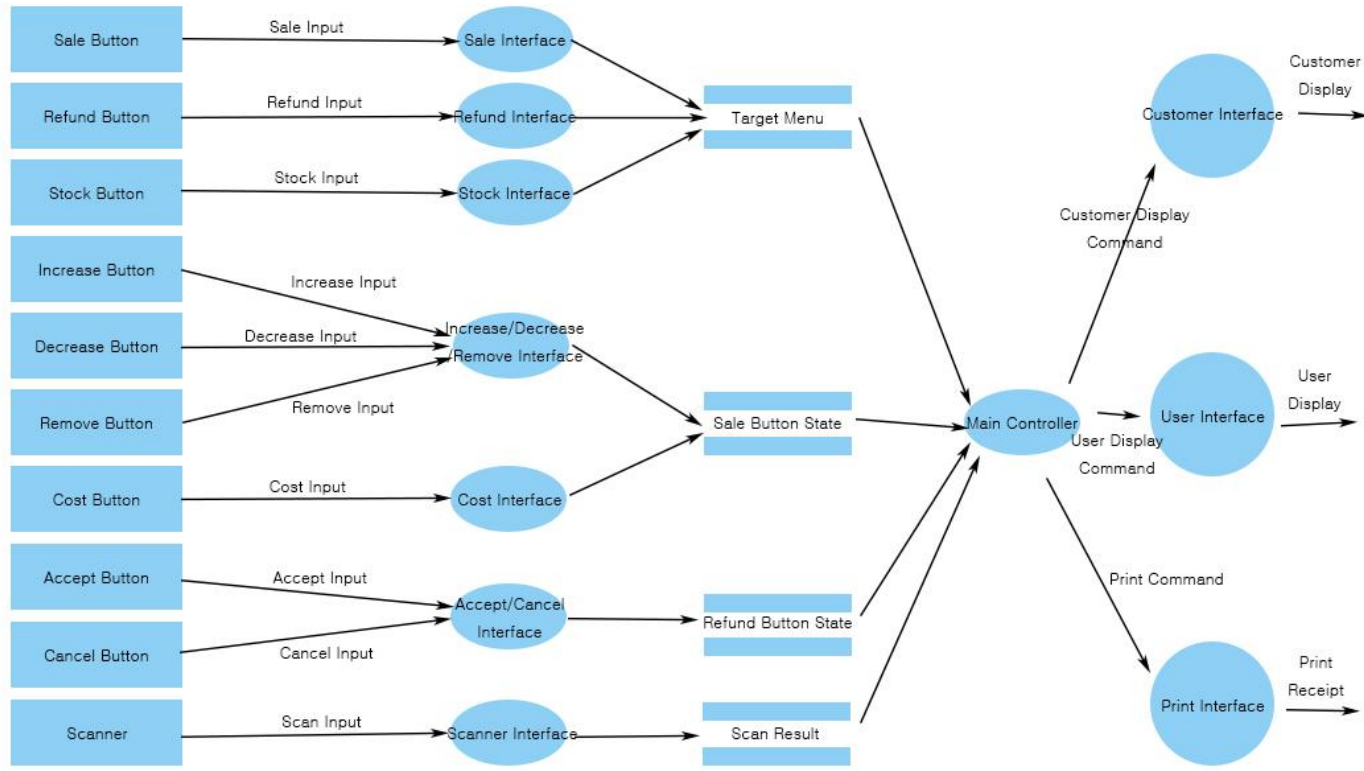 Sale Button
Sale Input
Sale Interface
Refund Button
Refund Input
Refund Interface
Stock Button
Stock Input
Stock Interface
Target Menu
Increase Button
Increase Input
Decrease Button
Decrease Input
Increase/Decrease
/Remove Interface
Remove Button
Remove Input
Sale Button State
Cost Button
Cost Input
Cost Interface
Accept Button
Accept Input
Accept/Cancel
Interface
Cancel Button
Cancel Input
Refund Button State
Scanner
Scan Input
Scanner Interface
Scan Result
Main Controller
Customer Display
Command
Customer Interface
Customer
Display
User Display
Command
User Interface
User
Display
Print Command
Print Interface
Print
Receipt